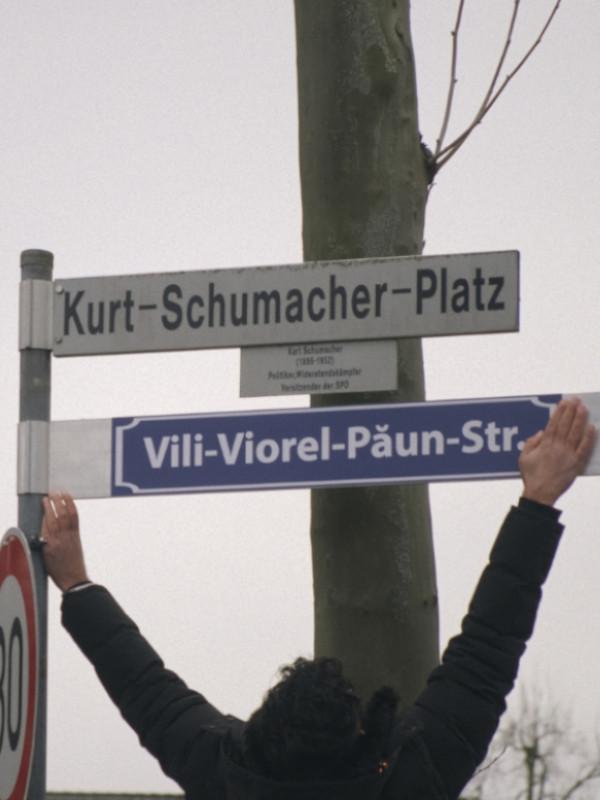 Kurt-Schumacher-Platz
Kurt Schumacher
(1895-1952)
Politiker, Widerstandskämpfer
Vorsitzender der SPD
Vili-Viorel-Păun-Str.
30